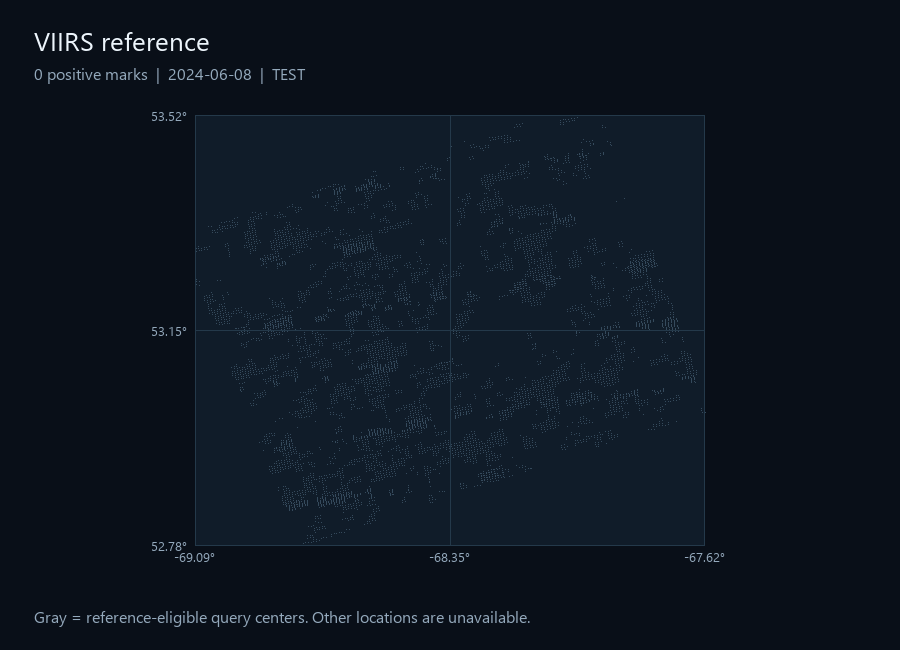 VIIRS reference
0 positive marks | 2024-06-08 | TEST
53.52°
53.15°
52.78°
-69.09°
-68.35°
-67.62°
Gray = reference-eligible query centers. Other locations are unavailable.